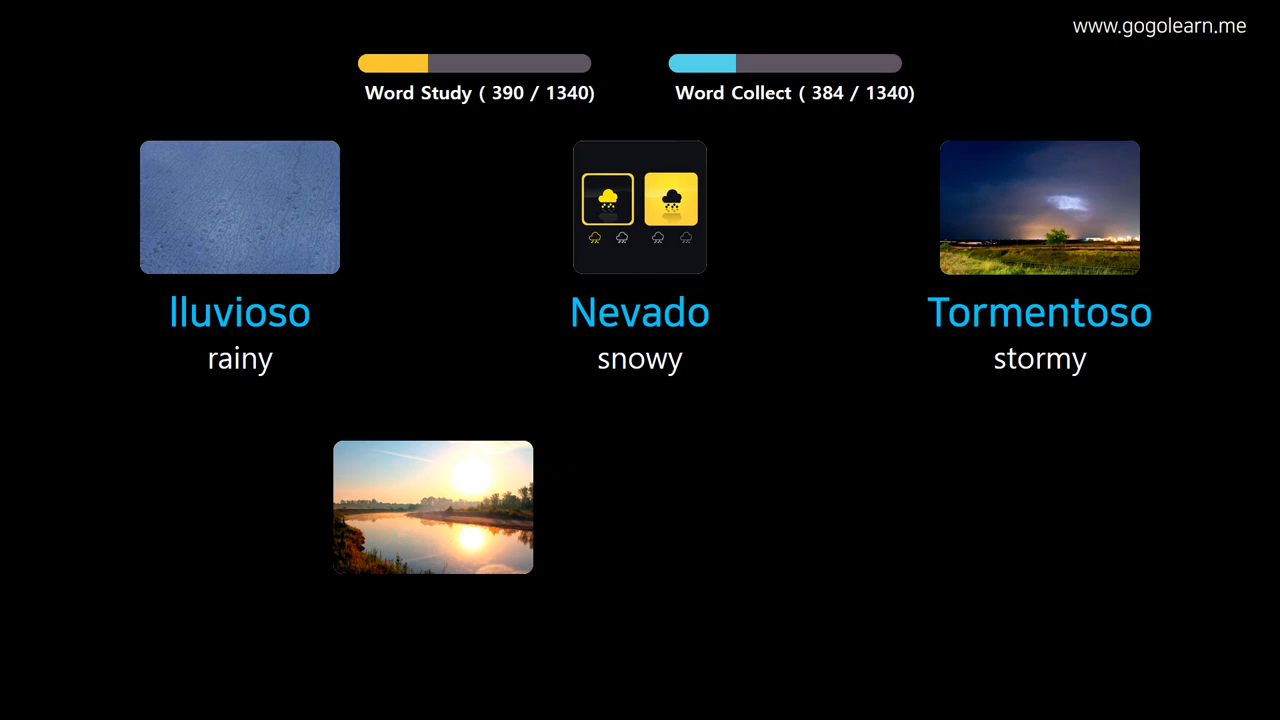 www.gogolearn.me
Word Study ( 390 / 1340)
Word Collect ( 384 / 1340)
lluvioso
Nevado
Tormentoso
rainy
snowy
stormy